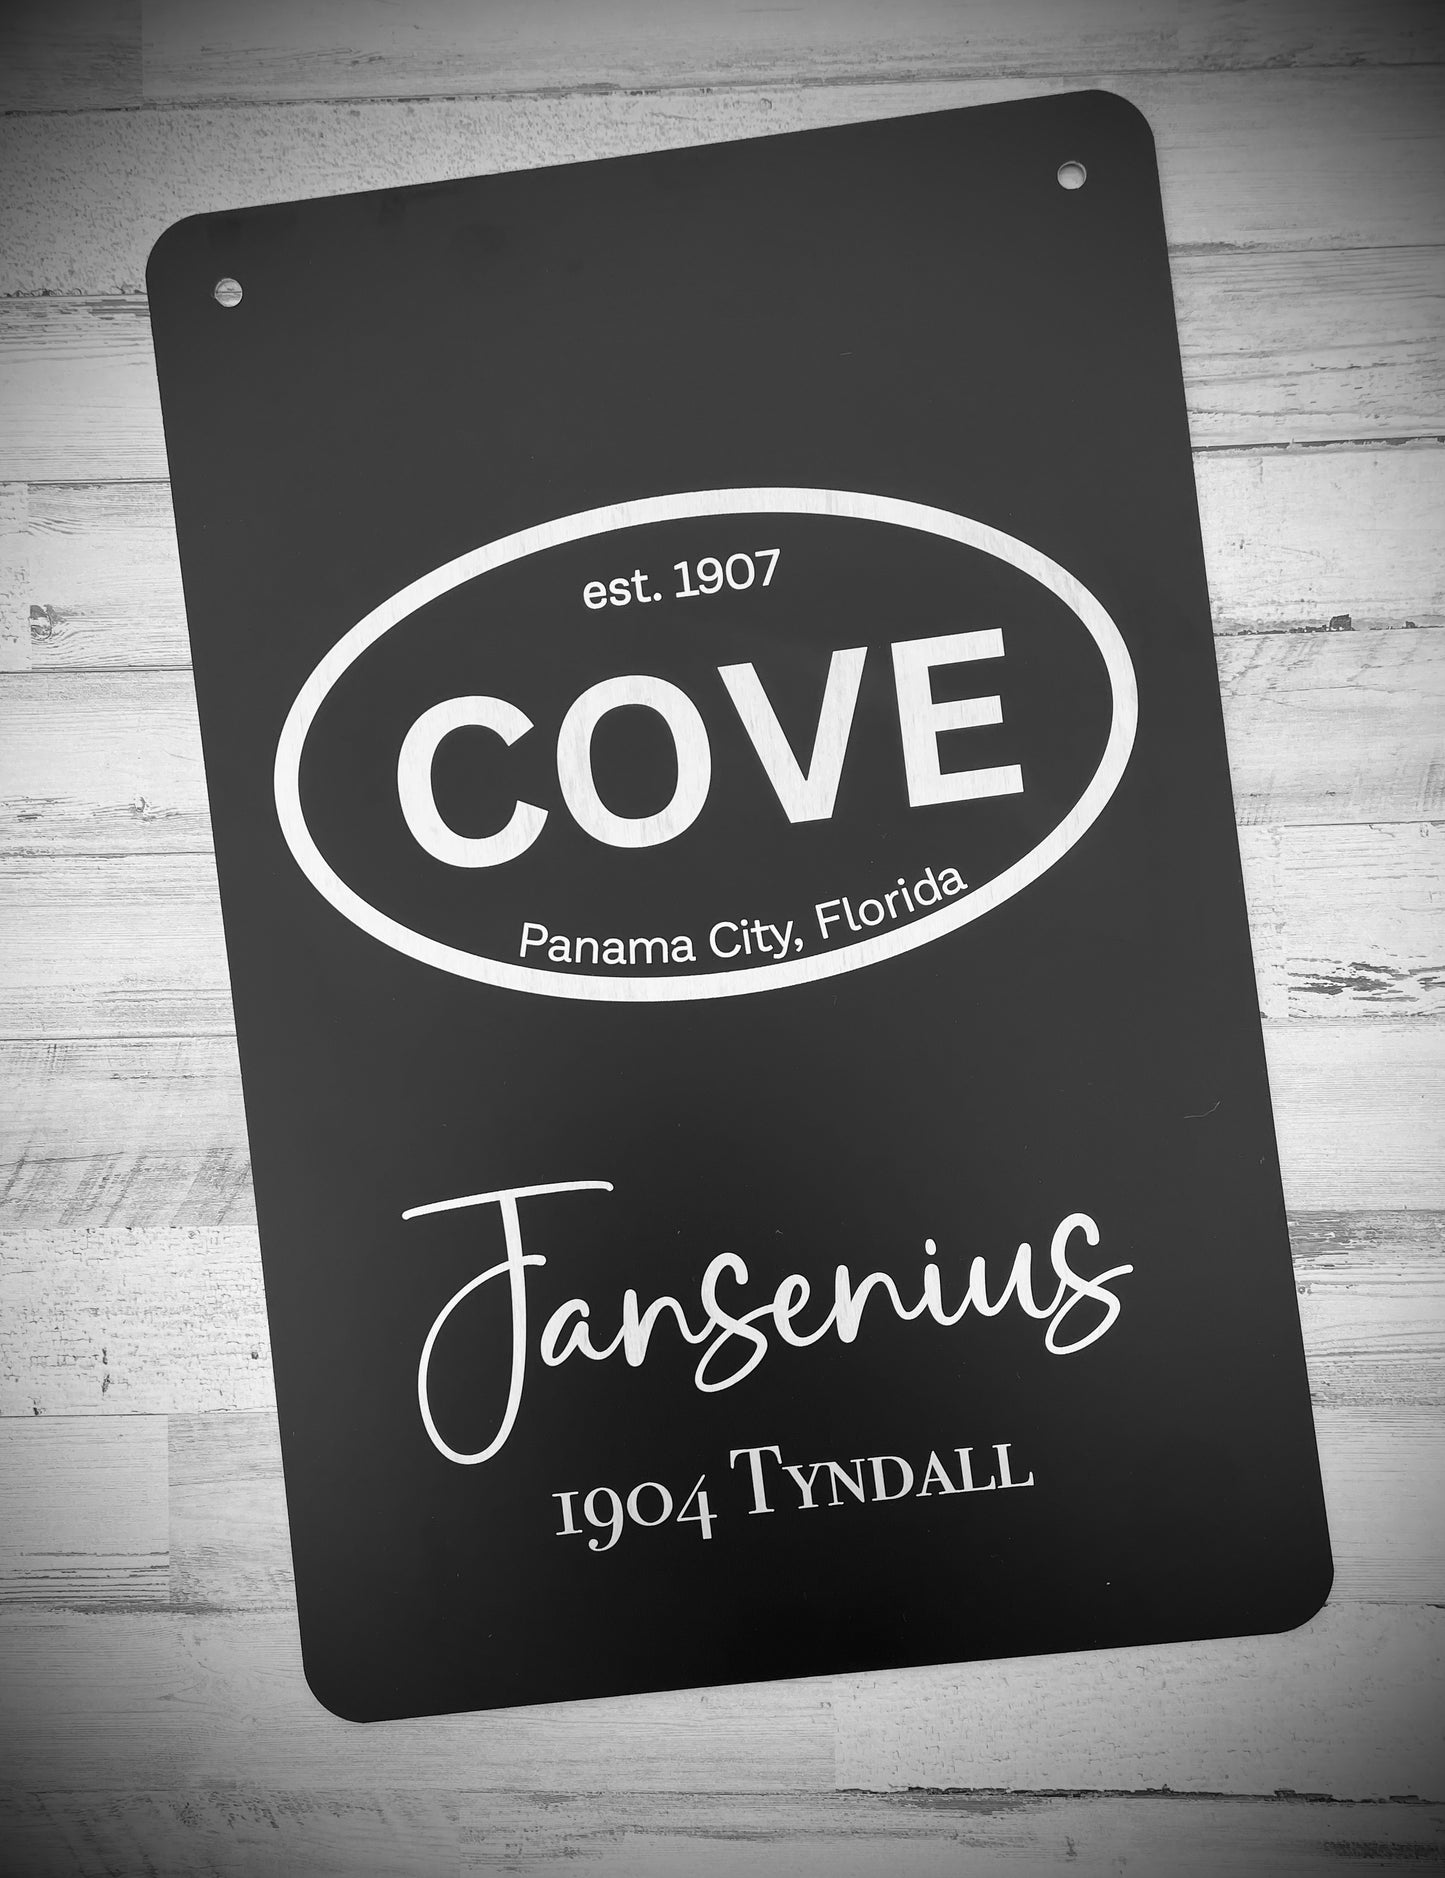 est. 1907
COVE
Panama City, Florida
Jansenius
1904 Tyndall